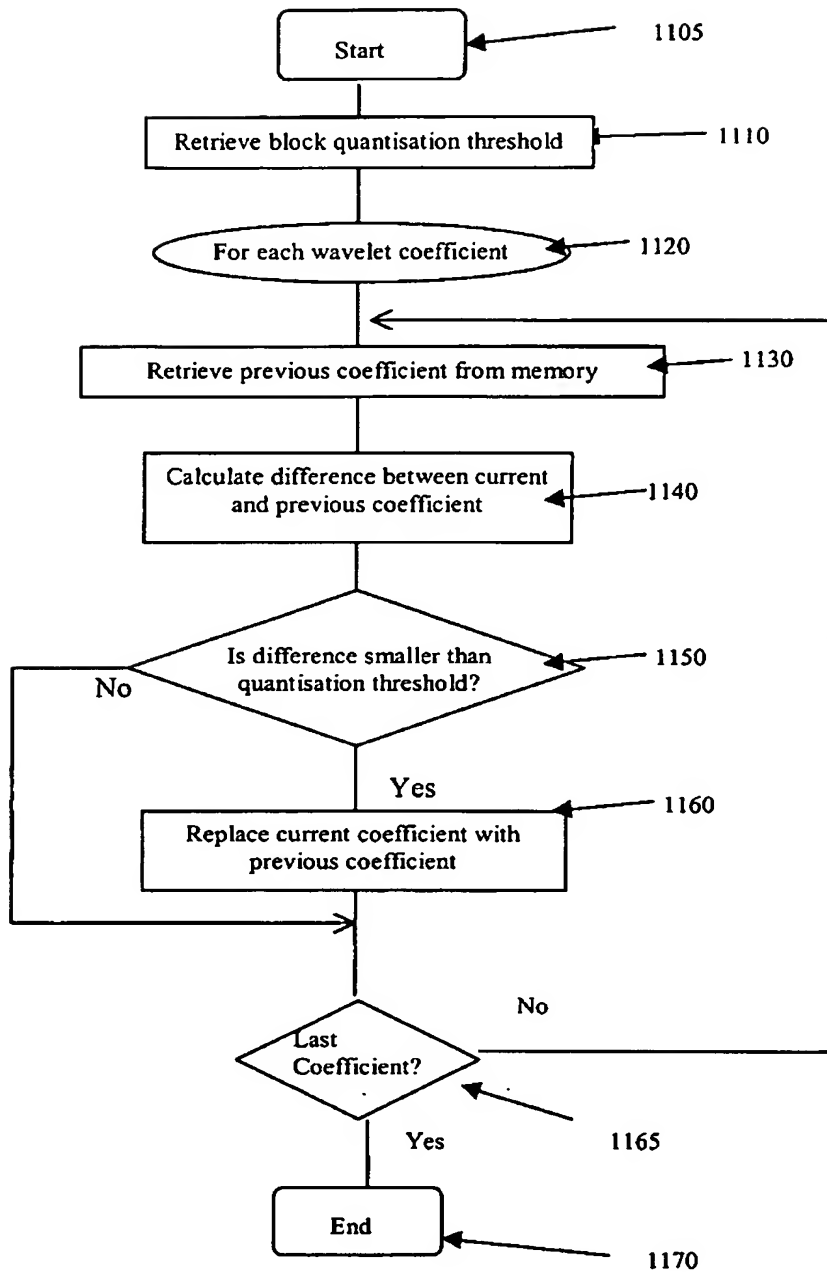 Start
1105
Retrieve block quantisation threshold
1110
For each wavelet coefficient
1120
Retrieve previous coefficient from memory
1130
Calculate difference between current
and previous coefficient
1140
Is difference smaller than
quantisation threshold?
1150
No
Yes
1160
Replace current coefficient with
previous coefficient
No
Last
Coefficient?
Yes
1165
End
1170